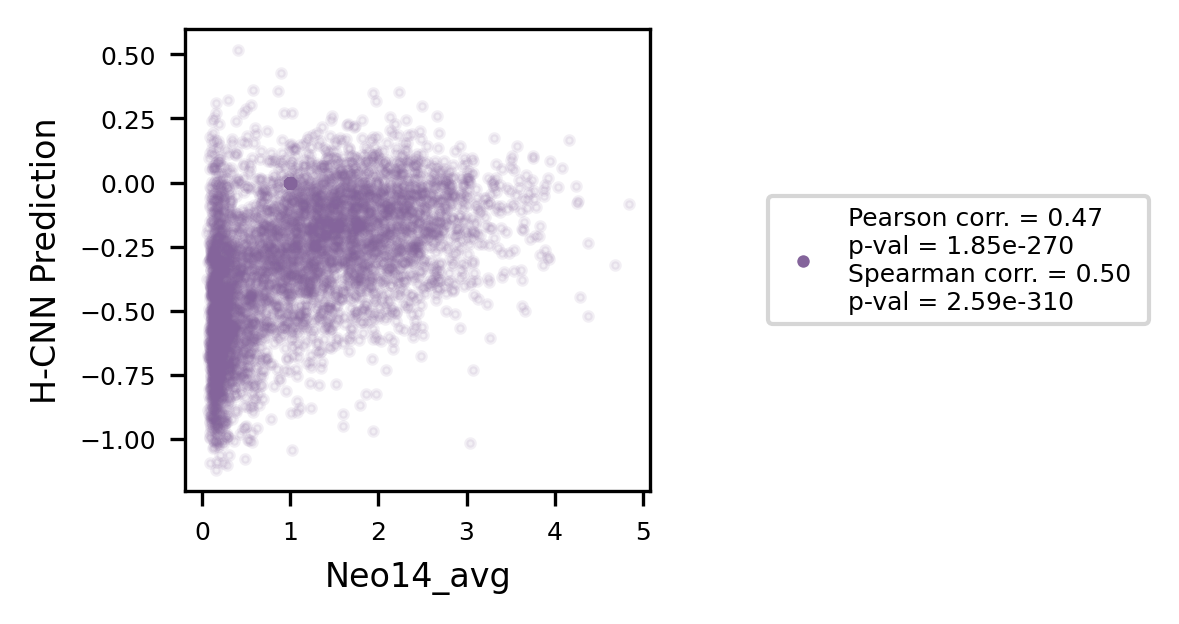 0.50
0.25
0.00
−0.25
−0.50
−0.75
−1.00
H-CNN Prediction
0 1 2 3 4 5
Neo14_avg
Pearson corr. = 0.47
p-val = 1.85e-270
Spearman corr. = 0.50
p-val = 2.59e-310